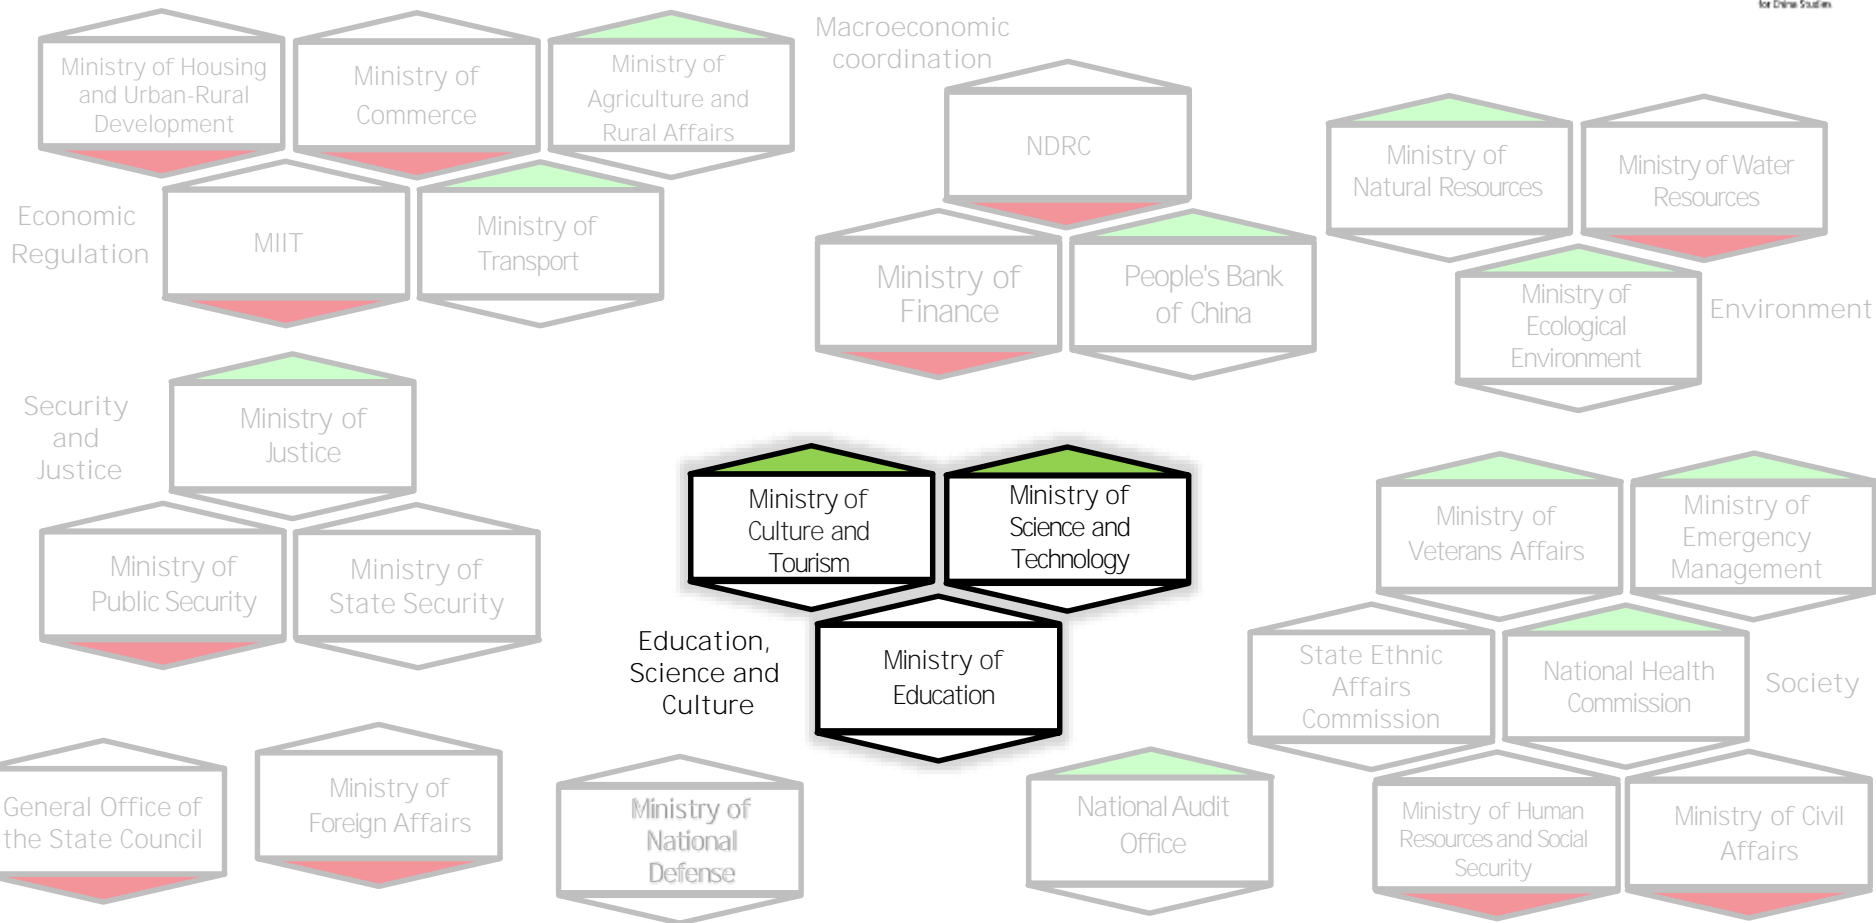 for China Studies
Macroeconomic
coordination
Ministry of Housing
and Urban-Rural
Development
Ministry of
Commerce
Ministry of
Agriculture and
Rural Affairs
NDRC
Ministry of
Natural Resources
Ministry of Water
Resources
Economic
Regulation
MIIT
Ministry of
Transport
Ministry of
Finance
People's Bank
of China
Ministry of
Ecological
Environment
Environment
Security
and
Justice
Ministry of
Justice
Ministry of
Public Security
Ministry of
State Security
Ministry of
Culture and
Tourism
Ministry of
Science and
Technology
Education,
Science and
Culture
Ministry of
Education
Ministry of
Veterans Affairs
Ministry of
Emergency
Management
State Ethnic
Affairs
Commission
National Health
Commission
Society
General Office of
the State Council
Ministry of
Foreign Affairs
Ministry of
National
Defense
National Audit
Office
Ministry of Human
Resources and Social
Security
Ministry of Civil
Affairs